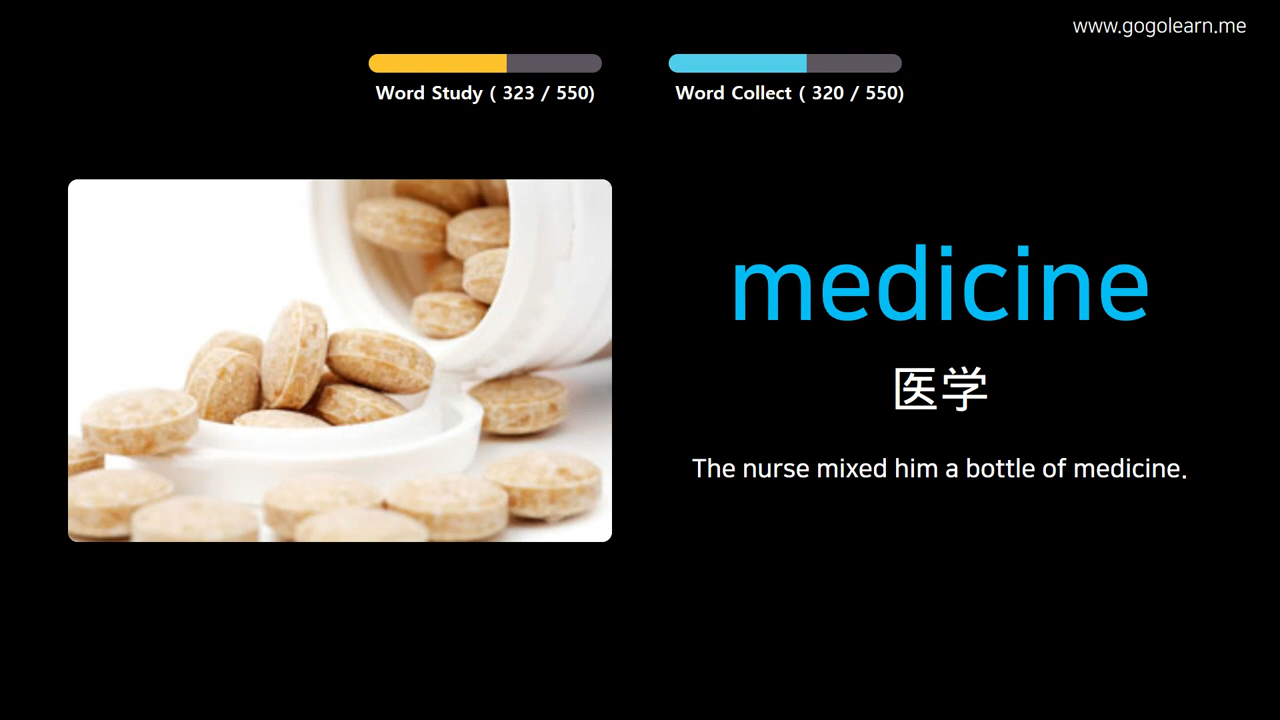 www.gogolearn.me
Word Study ( 323 / 550)
Word Collect ( 320 / 550)
medicine
医学
The nurse mixed him a bottle of medicine.